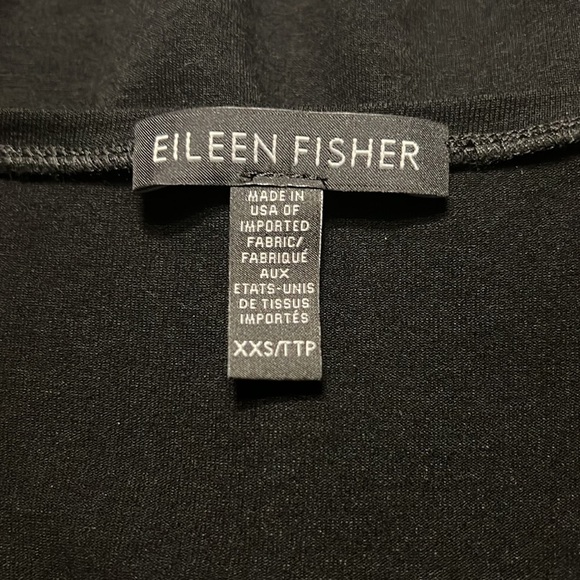 EILEEN FISHER
MADE IN
USA OF
IMPORTED
FABRIC/
FABRIQUÉ
AUX
ETATS-UNIS
DE TISSUS
IMPORTÉS
XXS/TTP